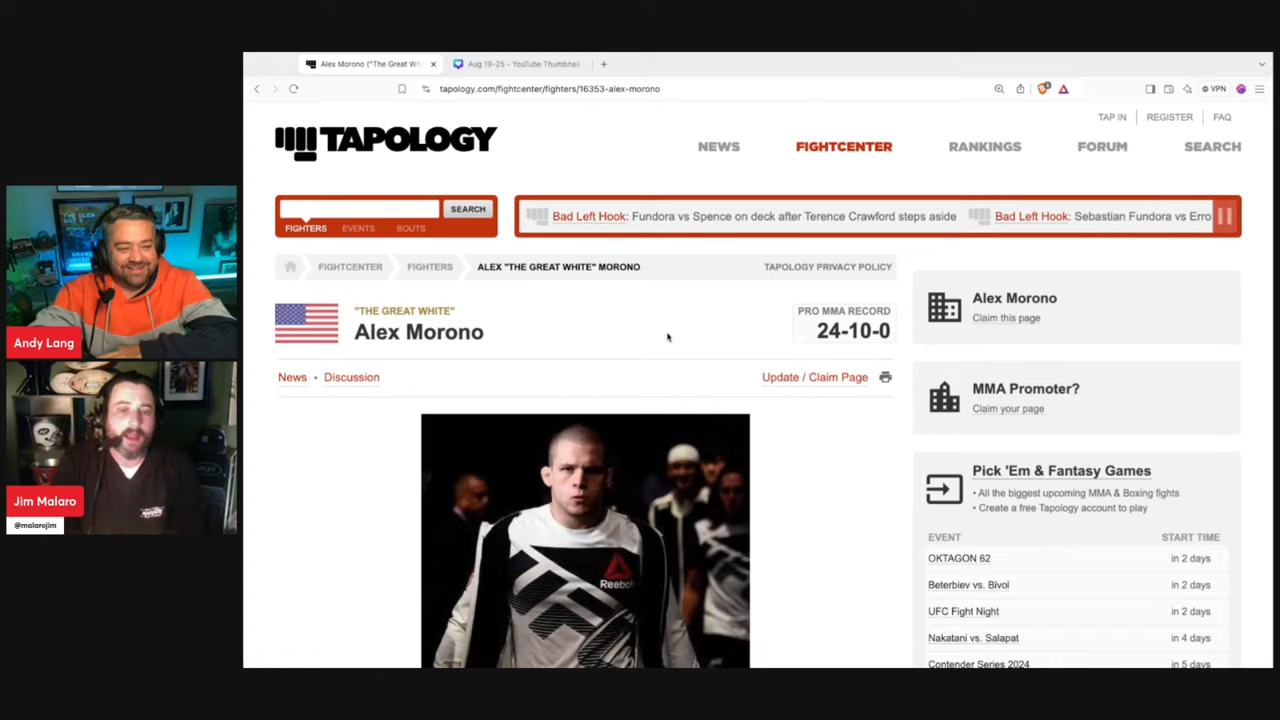 Alex Morono ("The Great Wh
Aug 19-25 - YouTube Thumbnail
tapology.com/fightcenter/fighters/16353-alex-morono
VPN
TAP IN
REGISTER
FAQ
TAPOLOGY
NEWS
FIGHTCENTER
RANKINGS
FORUM
SEARCH
SEARCH
FIGHTERS
EVENTS
BOUTS
Bad Left Hook: Fundora vs Spence on deck after Terence Crawford steps aside
Bad Left Hook: Sebastian Fundora vs Erro
FIGHTCENTER
FIGHTERS
ALEX "THE GREAT WHITE" MORONO
TAPOLOGY PRIVACY POLICY
"THE GREAT WHITE"
Alex Morono
PRO MMA RECORD
24-10-0
News • Discussion
Update / Claim Page
Reebok
Alex Morono
Claim this page
MMA Promoter?
Claim your page
Pick 'Em & Fantasy Games
• All the biggest upcoming MMA & Boxing fights
• Create a free Tapology account to play
EVENT START TIME
OKTAGON 62 in 2 days
Beterbiev vs. Bivol in 2 days
UFC Fight Night in 2 days
Nakatani vs. Salapat in 4 days
Contender Series 2024 in 5 days
Andy Lang
Jim Malaro
@malarojim